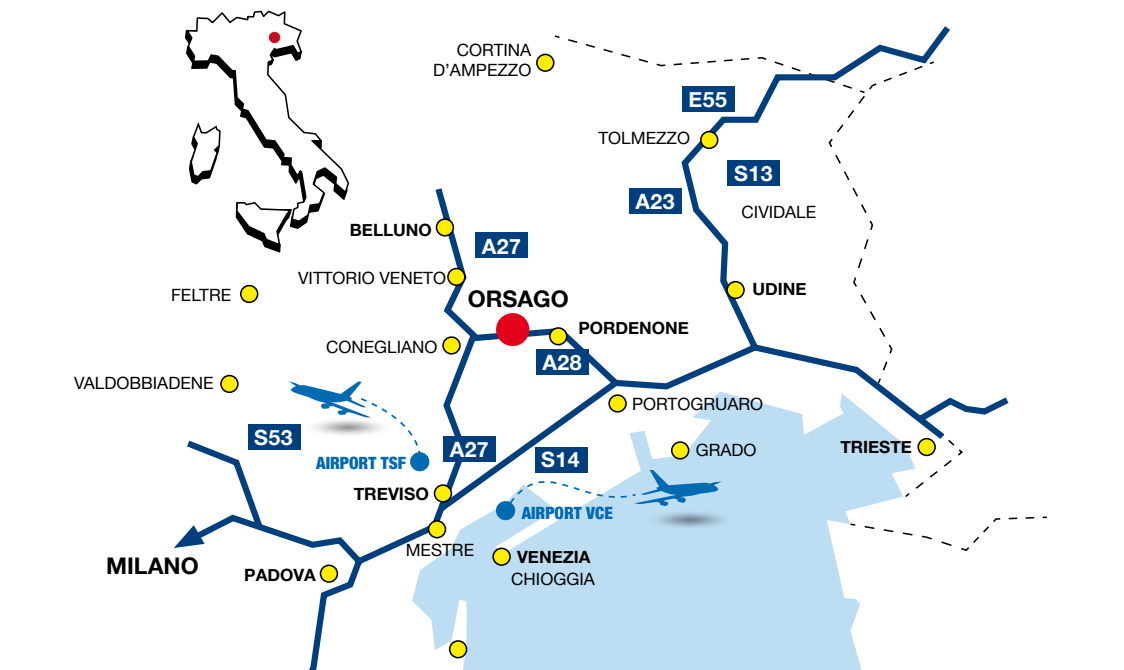 CORTINA
D'AMPEZZO
E55
TOLMEZZO
S13
A23
CIVIDALE
BELLUNO
A27
VITTORIO VENETO
FELTRE
ORSAGO
UDINE
PORDENONE
CONEGLIANO
A28
VALDOBBIADENE
PORTOGRUARO
S53
A27
S14
GRADO
TRIESTE
AIRPORT TSF
TREVISO
AIRPORT VCE
MESTRE
VENEZIA
CHIOGGIA
MILANO
PADOVA